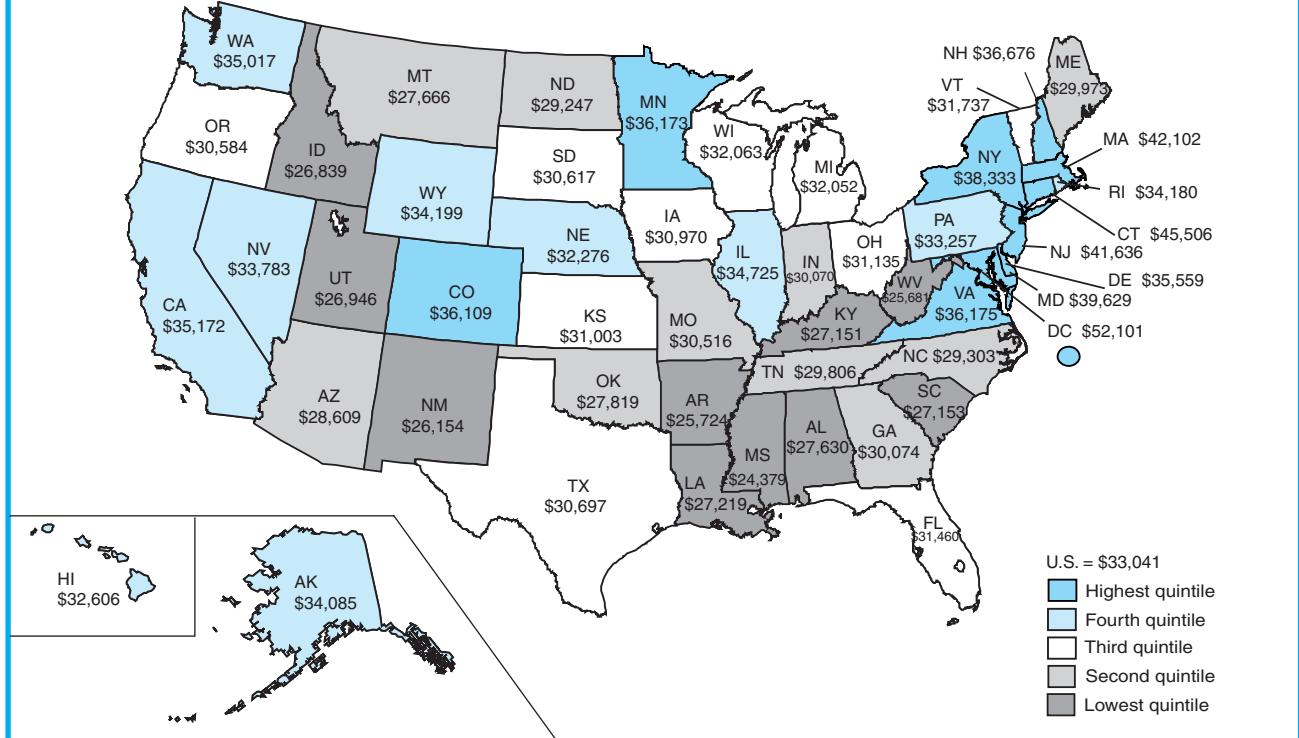 WA
$35,017
MT
$27,666
ND
$29,247
MN
$36,173
NH $36,676
VT
$31,737
ME
$29,973
OR
$30,584
ID
$26,839
SD
$30,617
WI
$32,063
MI
$32,052
NY
$38,333
MA $42,102
RI $34,180
CT $45,506
NJ $41,636
DE $35,559
MD $39,629
DC $52,101
WY
$34,199
IA
$30,970
NE
$32,276
PA
$33,257
NV
$33,783
UT
$26,946
CO
$36,109
IL
$34,725
IN
$30,070
OH
$31,135
WV
$25,681
VA
$36,175
CA
$35,172
KS
$31,003
MO
$30,516
KY
$27,151
TN $29,806
NC $29,303
AZ
$28,609
NM
$26,154
OK
$27,819
AR
$25,724
SC
$27,153
MS
$24,379
AL
$27,630
GA
$30,074
TX
$30,697
LA
$27,219
FL
$31,460
HI
$32,606
AK
$34,085
U.S. = $33,041
Highest quintile
Fourth quintile
Third quintile
Second quintile
Lowest quintile